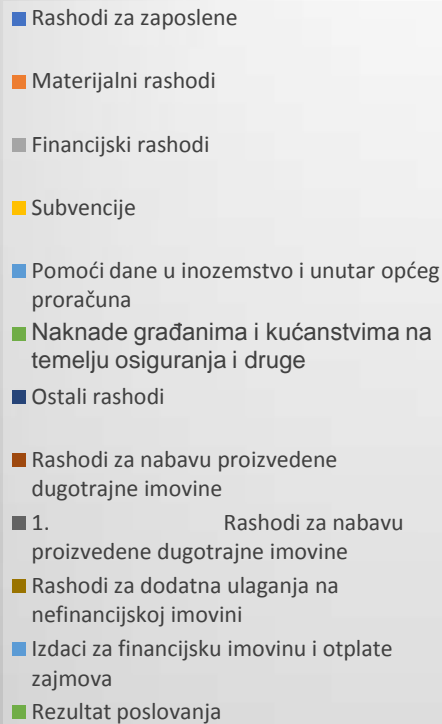 Rashodi za zaposlene
Materijalni rashodi
Financijski rashodi
Subvencije
Pomoći dane u inozemstvo i unutar općeg
proračuna
Naknade građanima i kućanstvima na
temelju osiguranja i druge
Ostali rashodi
Rashodi za nabavu proizvedene
dugotrajne imovine
1. Rashodi za nabavu
proizvedene dugotrajne imovine
Rashodi za dodatna ulaganja na
nefinancijskoj imovini
Izdaci za financijsku imovinu i otplate
zajmova
Rezultat poslovanja